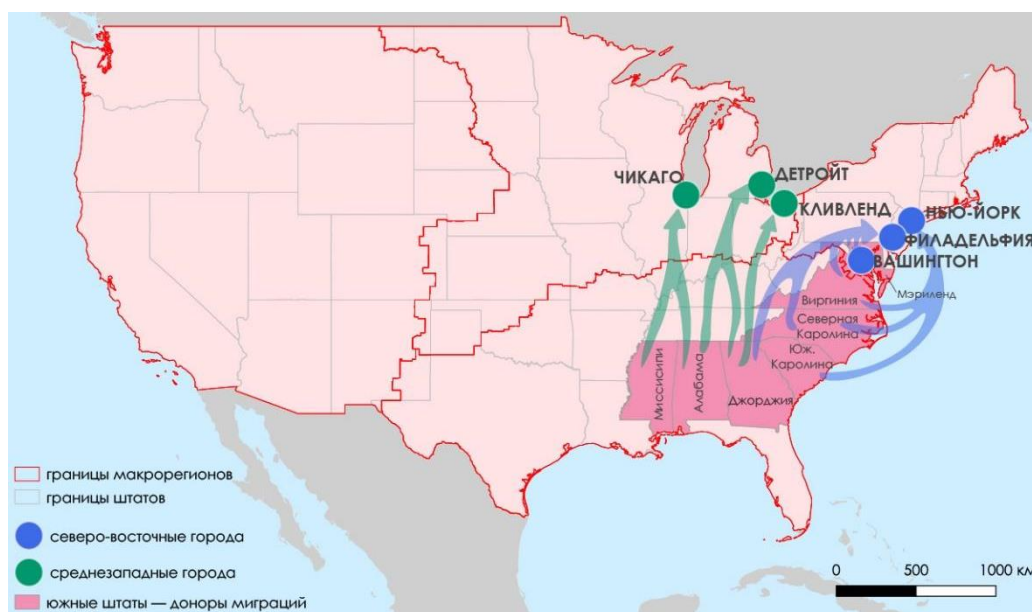 ЧИКАГО
ДЕТРОЙТ
КЛИВЛЕНД
НЬЮ-ЙОРК
ФИЛАДЕЛЬФИЯ
ВАШИНГТОН
Мэриленд
Виргиния
Северная
Каролина
Юж.
Каролина
Миссисипи
Алабама
Джорджия
границы макрорегионов
границы штатов
северо-восточные города
среднезападные города
южные штаты — доноры миграций
0 500 1000 км